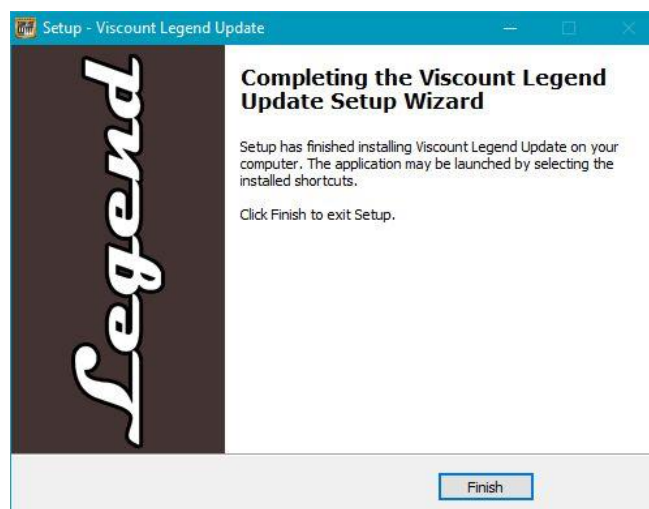 Setup - Viscount Legend Update
Legend
Completing the Viscount Legend
Update Setup Wizard
Setup has finished installing Viscount Legend Update on your
computer. The application may be launched by selecting the
installed shortcuts.
Click Finish to exit Setup.
Finish